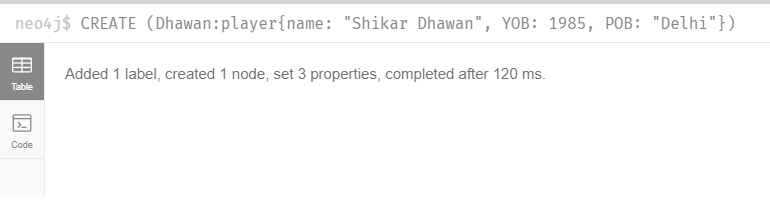 neo4j$ CREATE (Dhawan:player{name: "Shikar Dhawan", YOB: 1985, POB: "Delhi"})
Table
Added 1 label, created 1 node, set 3 properties, completed after 120 ms.
Code